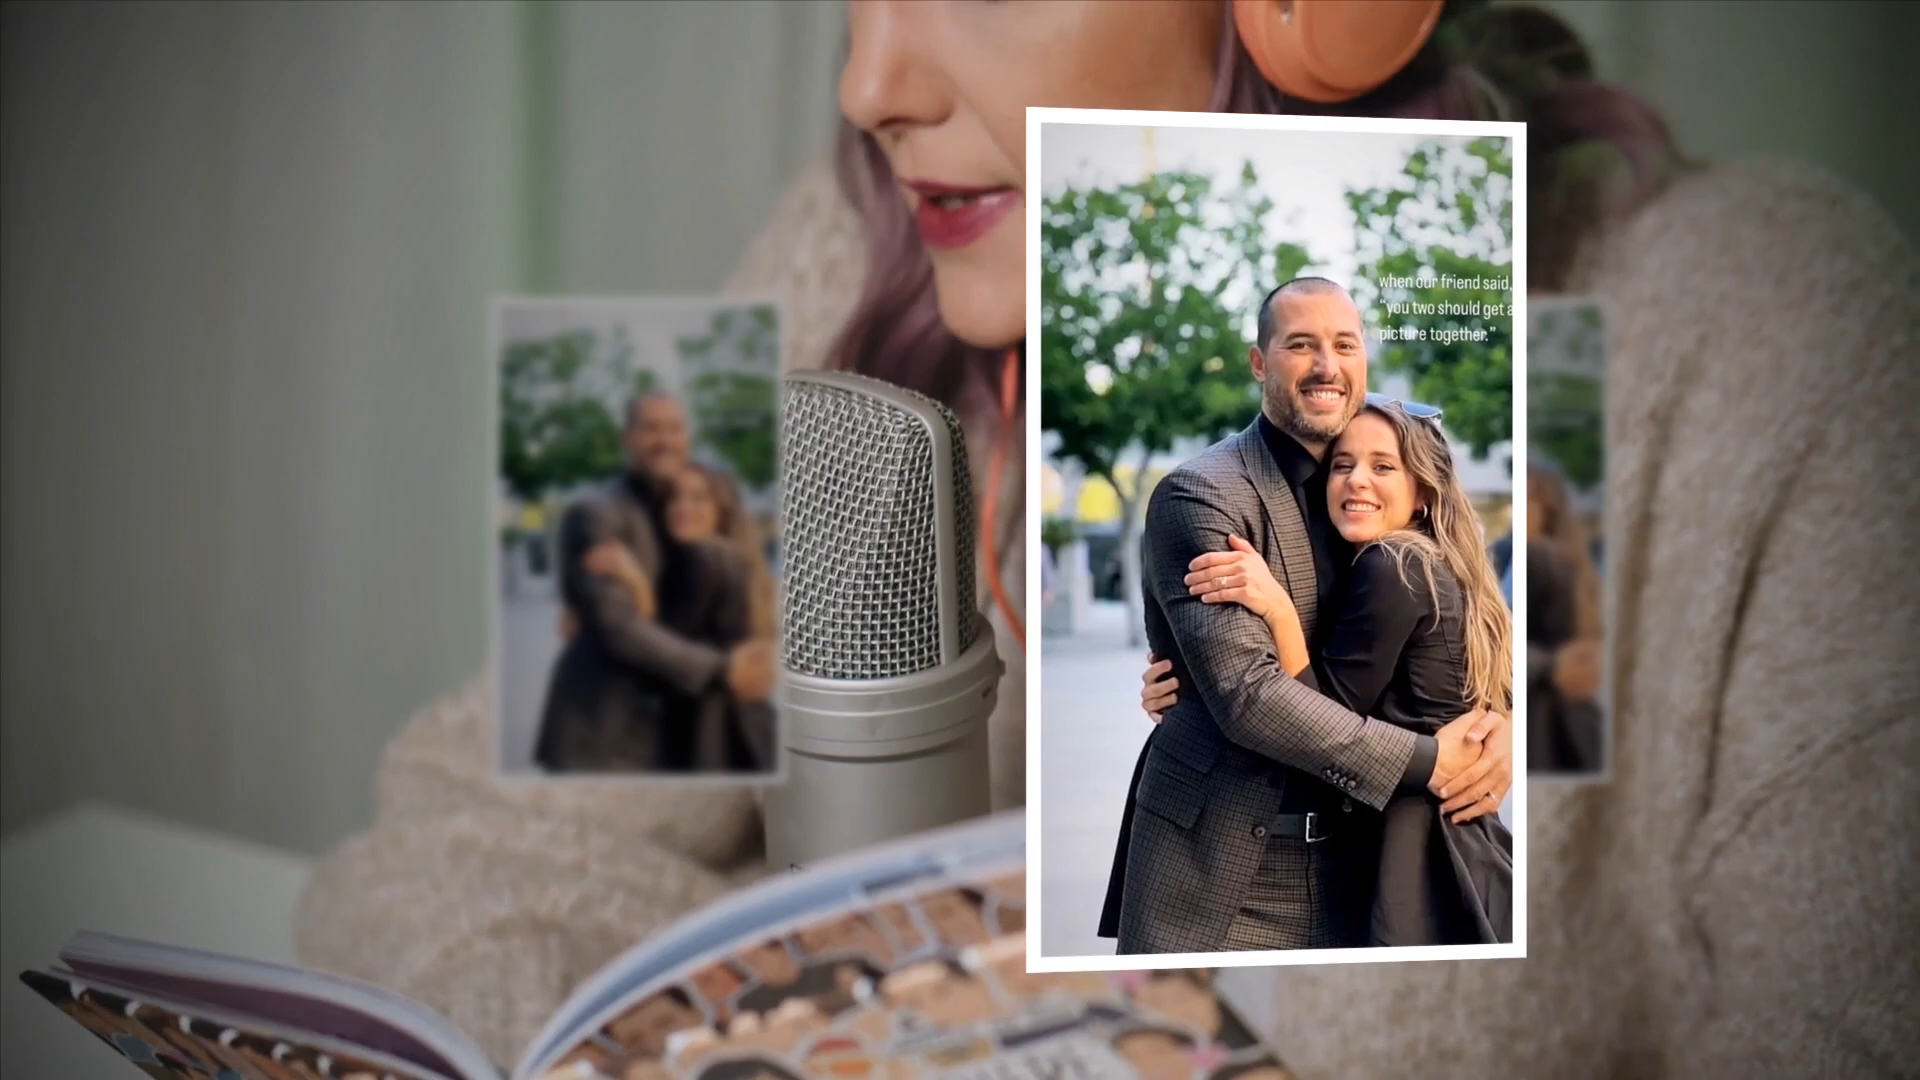 when our friend said,
“you two should get a
picture together.”